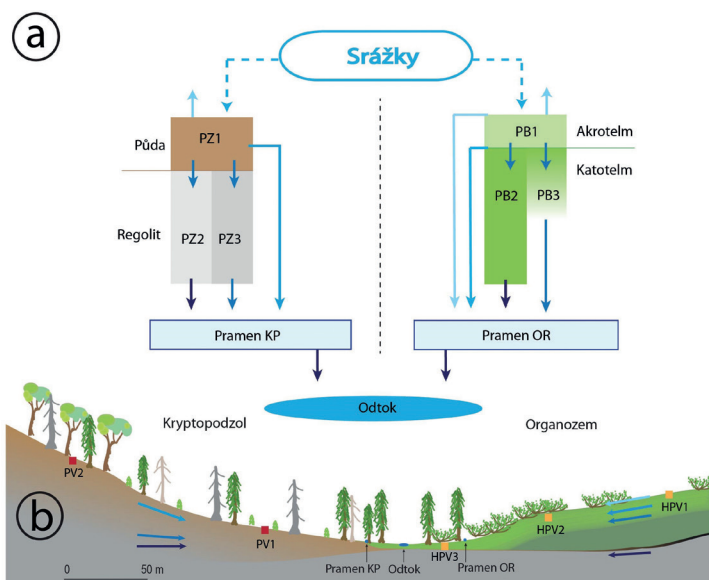 a
Srážky
Půda
PZ1
PB1
Akrotelm
Katotelm
Regolit
PZ2
PZ3
PB2
PB3
Pramen KP
Pramen OR
Odtok
Kryptopodzol
Organozem
PV2
b
PV1
HPV3
HPV2
HPV1
Pramen KP
Odtok
Pramen OR
0
50 m